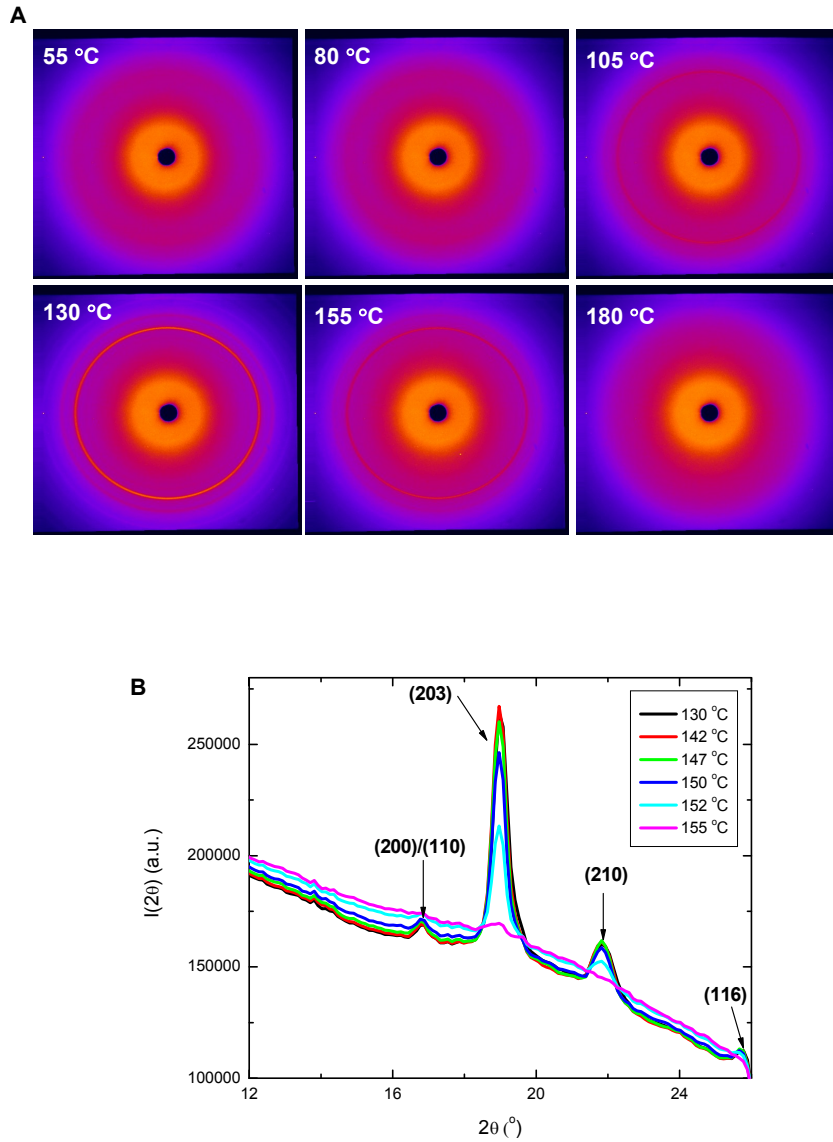 A
55 °C
80 °C
105 °C
130 °C
155 °C
180 °C
B
(203)
(200)/(110)
(210)
(116)
130 °C
142 °C
147 °C
150 °C
152 °C
155 °C
I(2θ) (a.u.)
250000
200000
150000
100000
12
16
20
24
2θ (°)